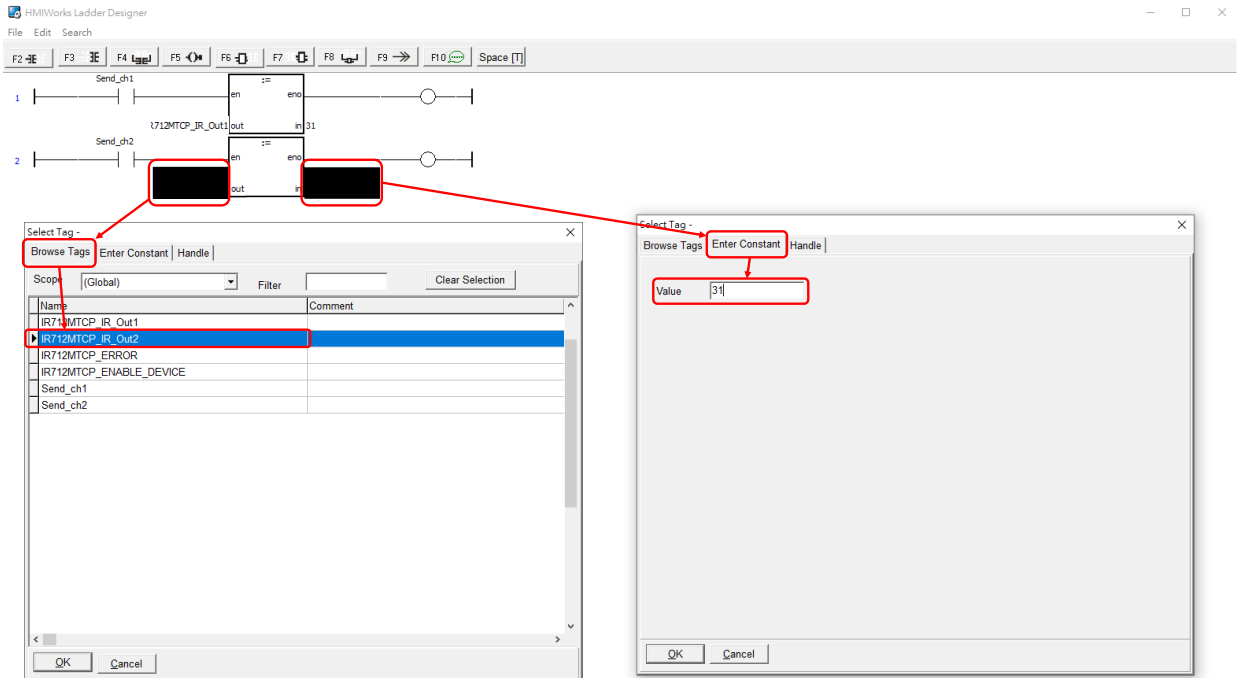 HMIWorks Ladder Designer
File Edit Search
F2 F3 F4 F5 F6 F7 F8 F9 F10 Space [T]
Send_ch1
:=
1 en eno
R712MTCP_IR_Out1 out in 31
Send_ch2
:=
2 en eno
out in
Select Tag -
Browse Tags Enter Constant Handle
Scope (Global) Filter Clear Selection
Name Comment
IR712MTCP_IR_Out1
IR712MTCP_IR_Out2
IR712MTCP_ERROR
IR712MTCP_ENABLE_DEVICE
Send_ch1
Send_ch2
OK Cancel
Select Tag -
Browse Tags Enter Constant Handle
Value 31
OK Cancel